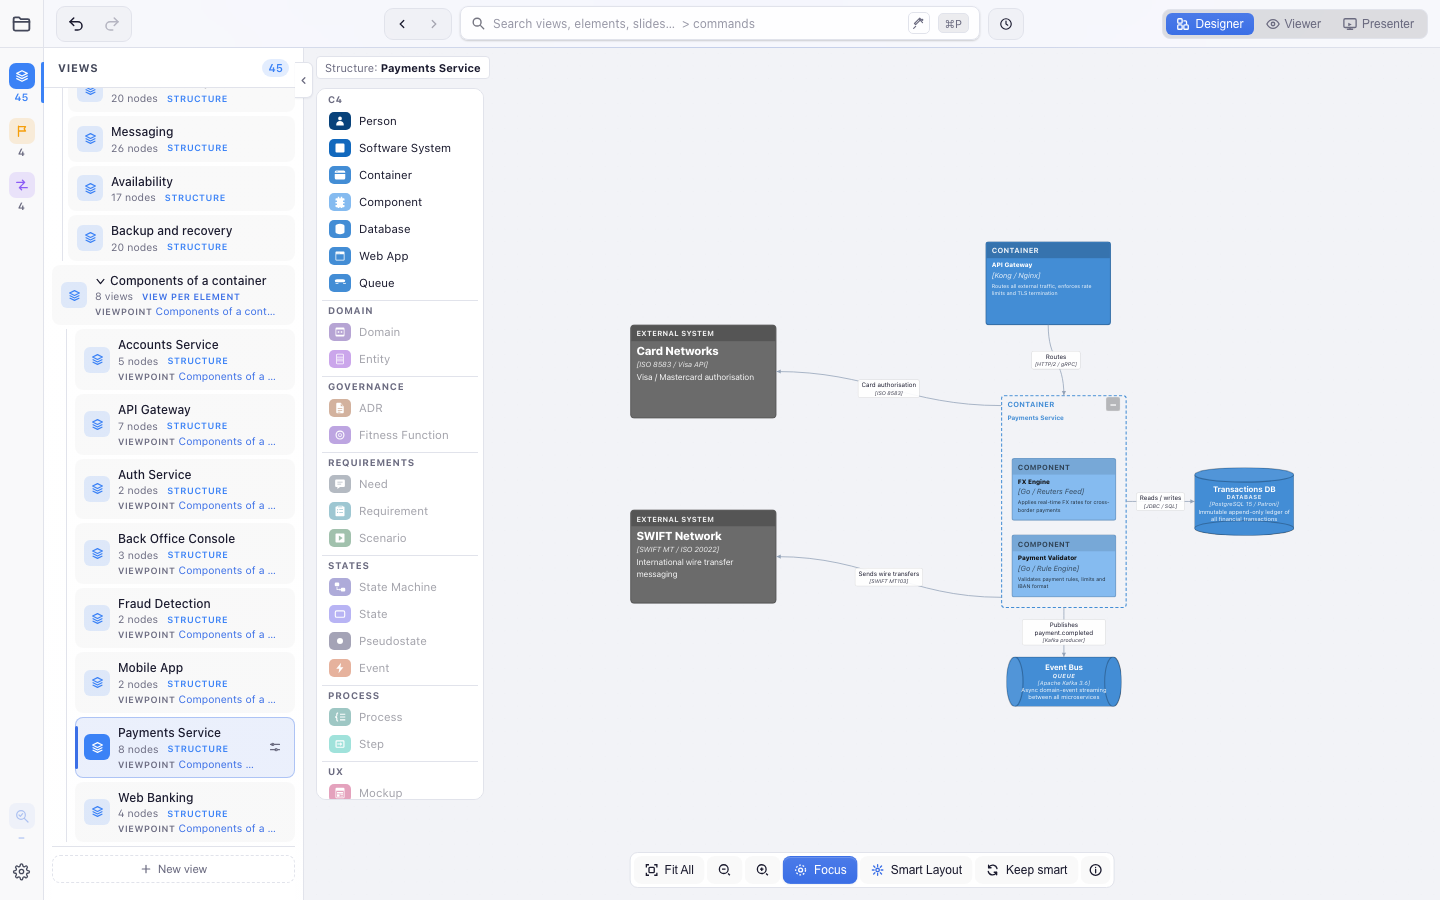 Search views, elements, slides... > commands
⌘P
Designer
Viewer
Presenter
45
4
4
VIEWS
45
20 nodes STRUCTURE
Messaging
26 nodes STRUCTURE
Availability
17 nodes STRUCTURE
Backup and recovery
20 nodes STRUCTURE
Components of a container
8 views VIEW PER ELEMENT
VIEWPOINT Components of a cont...
Accounts Service
5 nodes STRUCTURE
VIEWPOINT Components of a ...
API Gateway
7 nodes STRUCTURE
VIEWPOINT Components of a ...
Auth Service
2 nodes STRUCTURE
VIEWPOINT Components of a ...
Back Office Console
3 nodes STRUCTURE
VIEWPOINT Components of a ...
Fraud Detection
2 nodes STRUCTURE
VIEWPOINT Components of a ...
Mobile App
2 nodes STRUCTURE
VIEWPOINT Components of a ...
Payments Service
8 nodes STRUCTURE
VIEWPOINT Components ...
Web Banking
4 nodes STRUCTURE
VIEWPOINT Components of a ...
+ New view
Structure: Payments Service
C4
Person
Software System
Container
Component
Database
Web App
Queue
DOMAIN
Domain
Entity
GOVERNANCE
ADR
Fitness Function
REQUIREMENTS
Need
Requirement
Scenario
STATES
State Machine
State
Pseudostate
Event
PROCESS
Process
Step
UX
Mockup
CONTAINER
API Gateway
[Kong / Nginx]
Routes all external traffic, enforces rate
limits and TLS termination
EXTERNAL SYSTEM
Card Networks
[ISO 8583 / Visa API]
Visa / Mastercard authorisation
Routes
[HTTP/2 / gRPC]
Card authorisation
[ISO 8583]
CONTAINER
Payments Service
COMPONENT
FX Engine
[Go / Reuters Feed]
Applies real-time FX rates for cross-
border payments
Reads / writes
[JDBC / SQL]
Transactions DB
DATABASE
[PostgreSQL 15 / Patroni]
Immutable append-only ledger of
all financial transactions
EXTERNAL SYSTEM
SWIFT Network
[SWIFT MT / ISO 20022]
International wire transfer
messaging
COMPONENT
Payment Validator
[Go / Rule Engine]
Validates payment rules, limits and
IBAN format
Sends wire transfers
[SWIFT MT103]
Publishes
payment.completed
[Kafka producer]
Event Bus
QUEUE
[Apache Kafka 3.6]
Async domain-event streaming
between all microservices
Fit All
Focus
Smart Layout
Keep smart